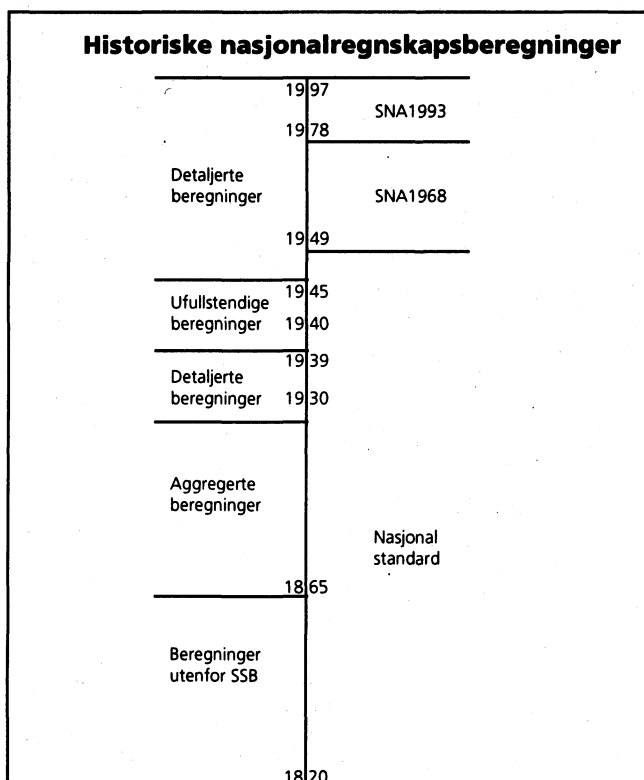 Historiske nasjonalregnskapsberegninger
1997
SNA1993
1978
Detaljerte
beregninger
SNA1968
1949
1945
Ufullstendige
beregninger
1940
1939
Detaljerte
beregninger
1930
Aggregerte
beregninger
Nasjonal
standard
1865
Beregninger
utenfor SSB
1820